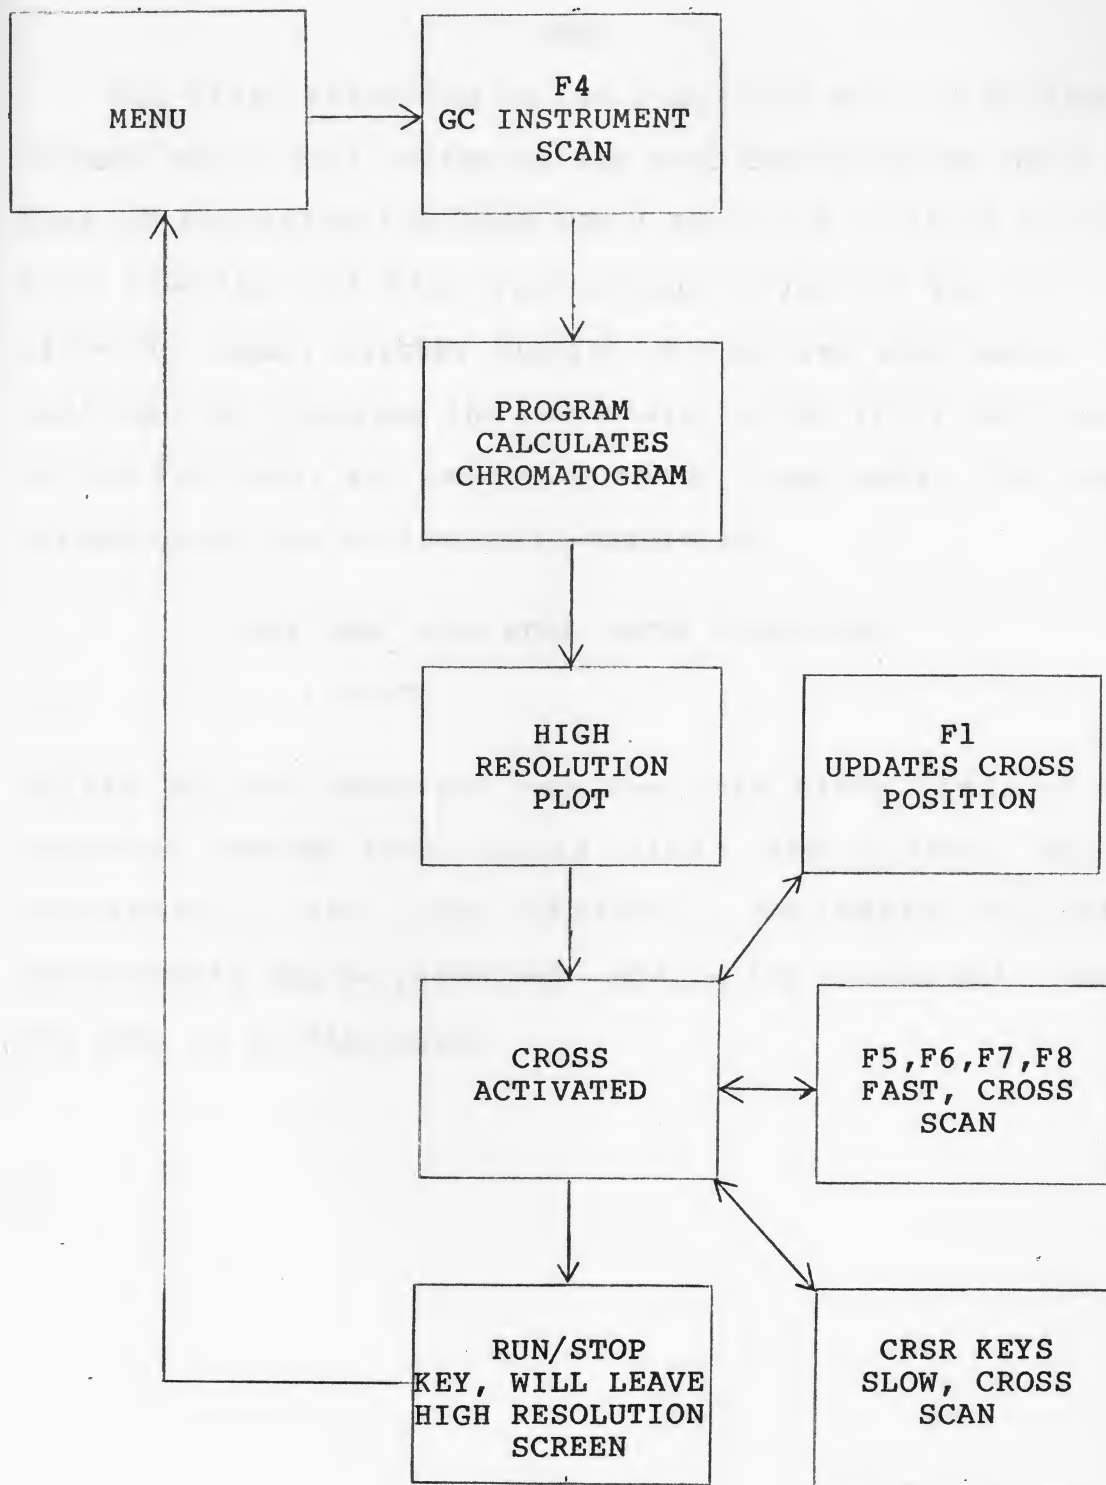 MENU
F4
GC INSTRUMENT
SCAN
PROGRAM
CALCULATES
CHROMATOGRAM
HIGH
RESOLUTION
PLOT
F1
UPDATES CROSS
POSITION
CROSS
ACTIVATED
F5,F6,F7,F8
FAST, CROSS
SCAN
RUN/STOP
KEY, WILL LEAVE
HIGH RESOLUTION
SCREEN
CRSR KEYS
SLOW, CROSS
SCAN